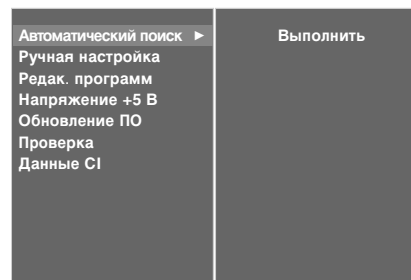 Автоматический поиск ►
Выполнить
Ручная настройка
Редак. программ
Напряжение +5 В
Обновление ПО
Проверка
Данные CI